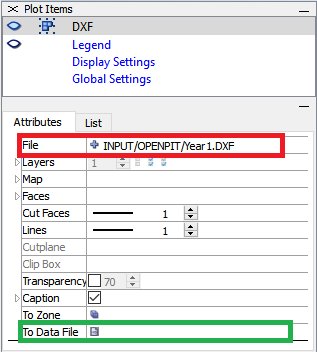 Plot Items
DXF
Legend
Display Settings
Global Settings
Attributes List
File INPUT/OPENPIT/Year1.DXF
Layers 1
Map
Faces
Cut Faces 1
Lines 1
Cutplane
Clip Box
Transparency 70
Caption
To Zone
To Data File